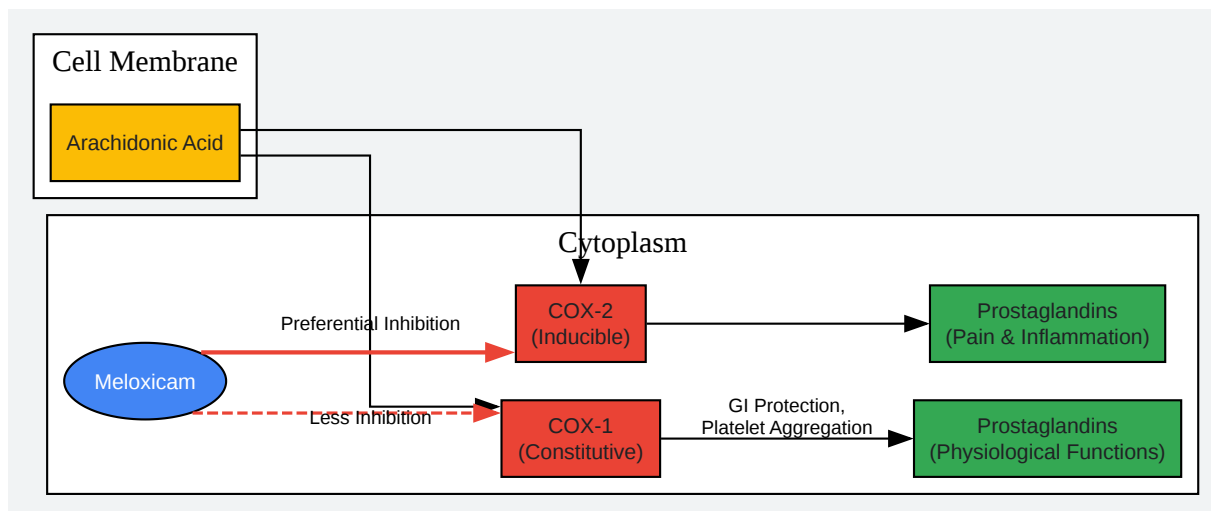 Cell Membrane
Arachidonic Acid
Cytoplasm
Preferential Inhibition
COX-2
(Inducible)
Prostaglandins
(Pain & Inflammation)
Meloxicam
Less Inhibition
COX-1
(Constitutive)
GI Protection,
Platelet Aggregation
Prostaglandins
(Physiological Functions)